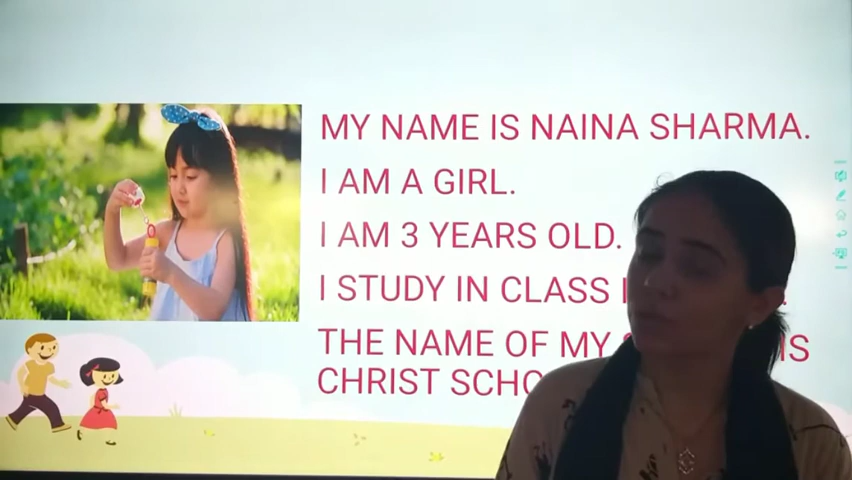 MY NAME IS NAINA SHARMA.
I AM A GIRL.
I AM 3 YEARS OLD.
I STUDY IN CLASS
THE NAME OF MY IS
CHRIST